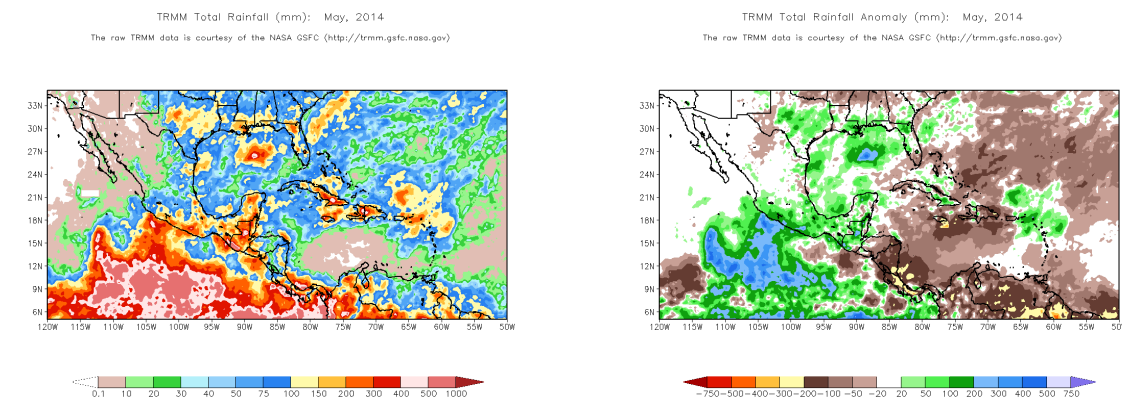 TRMM Total Rainfall (mm): May, 2014
The raw TRMM data is courtesy of the NASA GSFC (http://trmm.gsfc.nasa.gov)
33N
30N
27N
24N
21N
18N
15N
12N
9N
6N
120W 115W 110W 105W 100W 95W 90W 85W 80W 75W 70W 65W 60W 55W 50W
0.1 10 20 30 40 50 75 100 150 200 300 400 500 1000
TRMM Total Rainfall Anomaly (mm): May, 2014
The raw TRMM data is courtesy of the NASA GSFC (http://trmm.gsfc.nasa.gov)
33N
30N
27N
24N
21N
18N
15N
12N
9N
6N
120W 115W 110W 105W 100W 95W 90W 85W 80W 75W 70W 65W 60W 55W 50
-750 -500 -400 -300 -200 -100 -50 -20 20 50 100 200 300 400 500 750